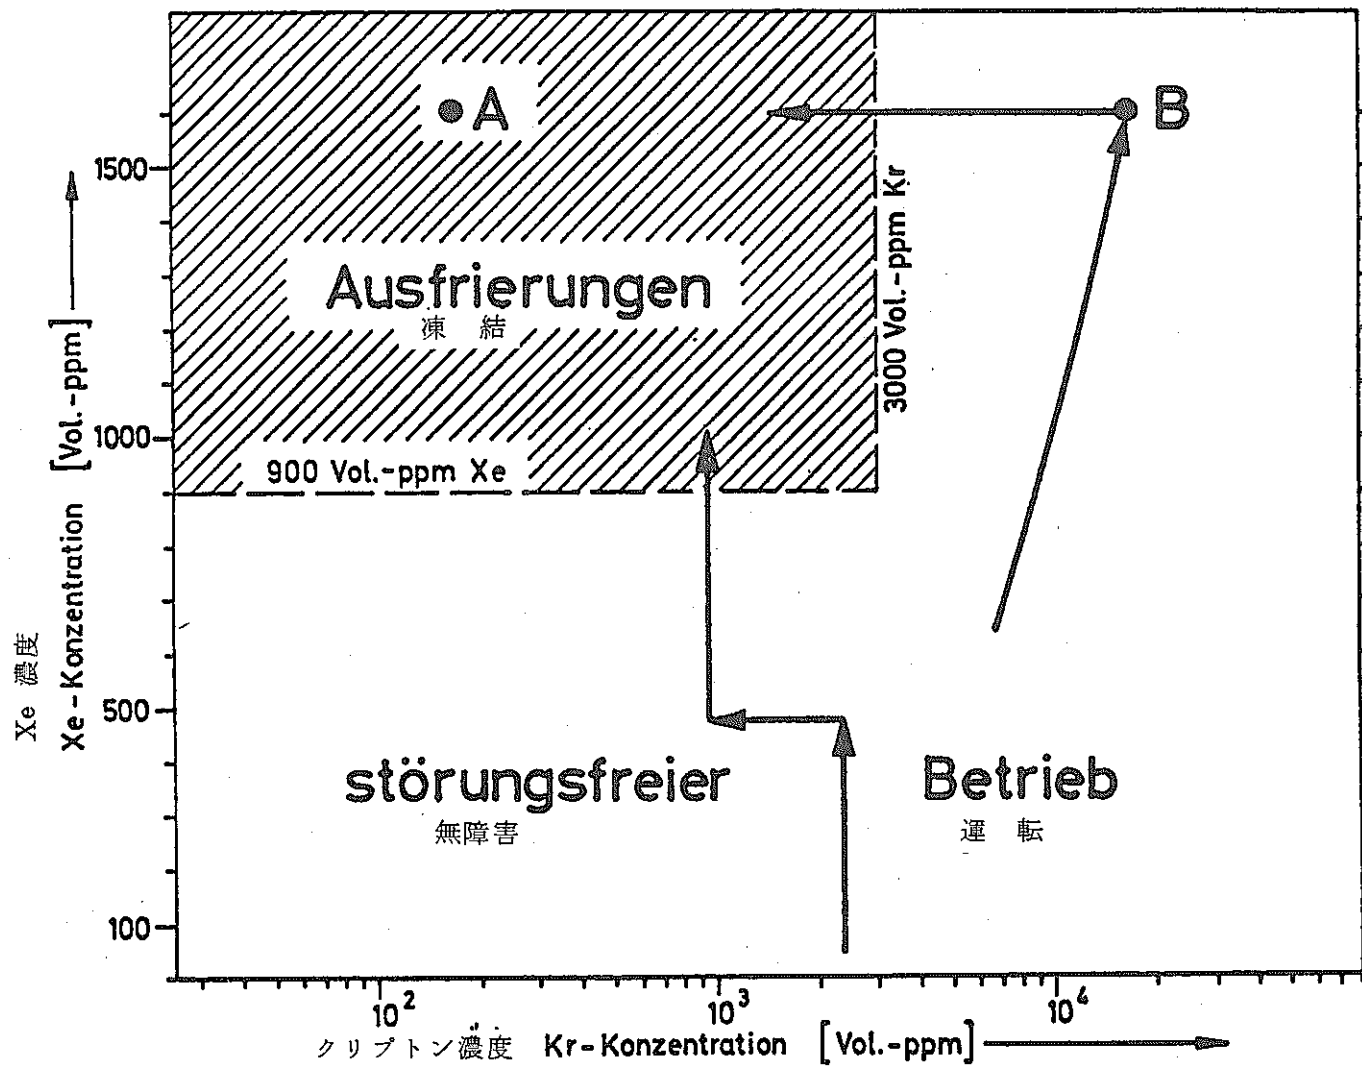 A
B
1500
3000 Vol.-ppm Kr
Ausfrierungen
凍結
1000
900 Vol.-ppm Xe
Xe 濃度
Xe-Konzentration [Vol.-ppm]
500
störungsfreier Betrieb
無障害 運転
100
10² 10³ 10⁴
クリプトン濃度 Kr-Konzentration [Vol.-ppm]